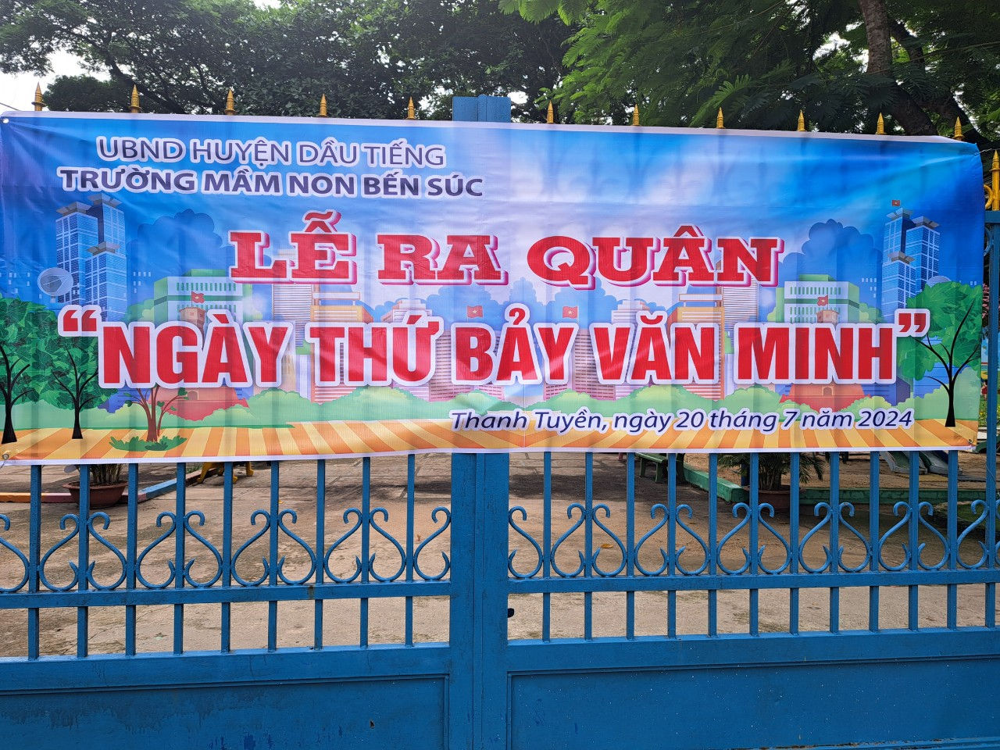 UBND HUYỆN DẦU TIẾNG
TRƯỜNG MẦM NON BẾN SÚC
LỄ RA QUÂN
“NGÀY THỨ BẢY VĂN MINH”
Thanh Tuyền, ngày 20 tháng 7 năm 2024